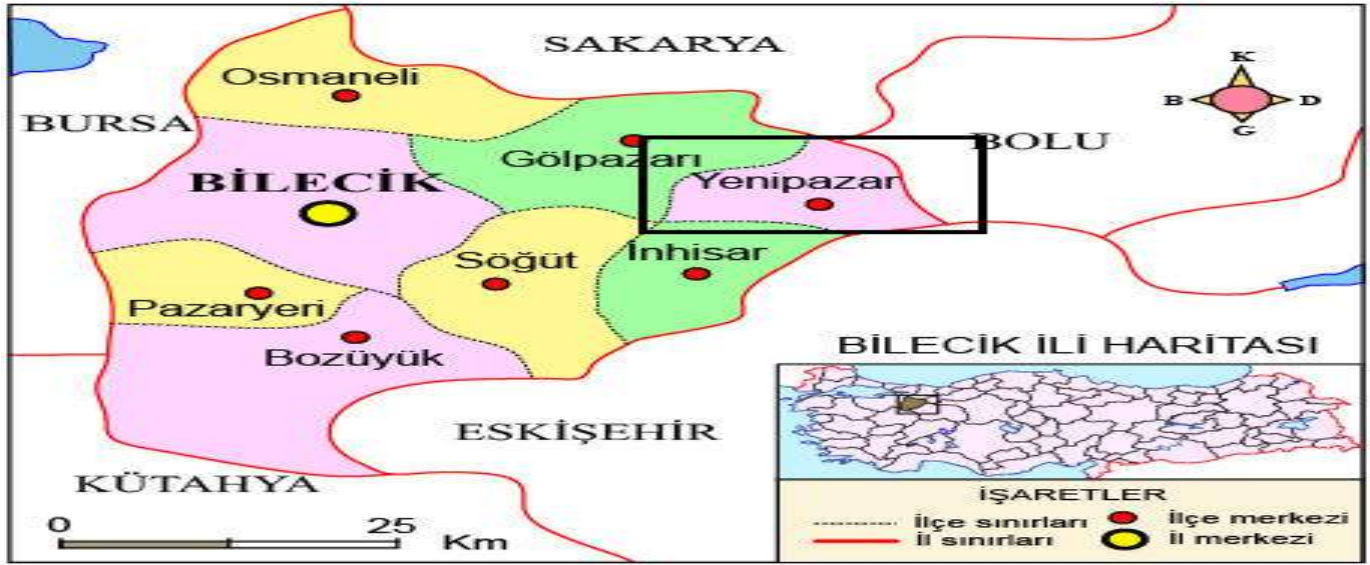 SAKARYA
Osmaneli
K
B D
G
BURSA
BOLU
Gölpazarı
BİLECİK
Yenipazar
Söğüt
İnhisar
Pazaryeri
Bozüyük
BİLECİK İLİ HARİTASI
ESKİŞEHİR
KÜTAHYA
0 25
Km
İŞARETLER
İlçe sınırları
İlçe merkezi
İl sınırları
İl merkezi